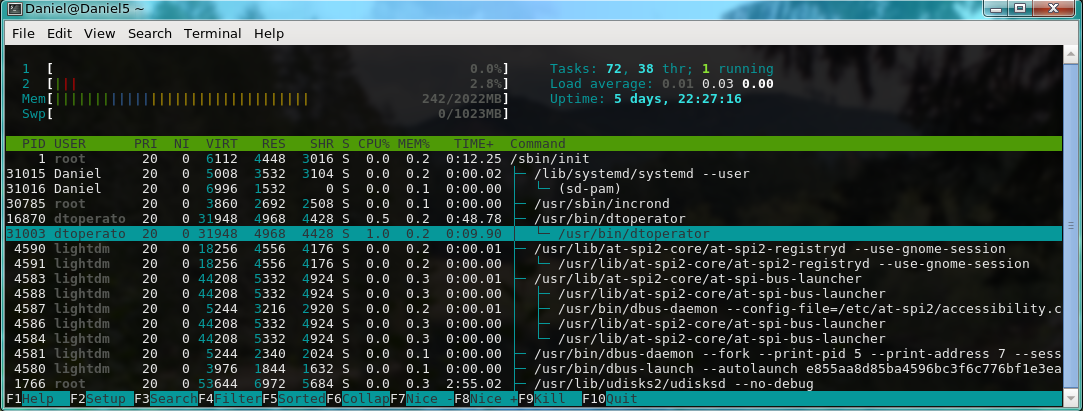 Daniel@Daniel5 ~
File Edit View Search Terminal Help
1 [ 0.0%] Tasks: 72, 38 thr; 1 running
2 [||| 2.8%] Load average: 0.01 0.03 0.00
Mem[||||||||||||||||||||||||||||||||| 242/2022MB] Uptime: 5 days, 22:27:16
Swp[ 0/1023MB]
PID USER PRI NI VIRT RES SHR S CPU% MEM% TIME+ Command
1 root 20 0 6112 4448 3016 S 0.0 0.2 0:12.25 /sbin/init
31015 Daniel 20 0 5008 3532 3104 S 0.0 0.2 0:00.02 ├─ /lib/systemd/systemd --user
31016 Daniel 20 0 6996 1532 0 S 0.0 0.1 0:00.00 │ └─ (sd-pam)
30785 root 20 0 3860 2692 2508 S 0.0 0.1 0:00.00 ├─ /usr/sbin/incrond
16870 dtoperato 20 0 31948 4968 4428 S 0.5 0.2 0:48.78 ├─ /usr/bin/dtoperator
31003 dtoperato 20 0 31948 4968 4428 S 1.0 0.2 0:09.90 │ └─ /usr/bin/dtoperator
4590 lightdm 20 0 18256 4556 4176 S 0.0 0.2 0:00.01 ├─ /usr/lib/at-spi2-core/at-spi2-registryd --use-gnome-session
4591 lightdm 20 0 18256 4556 4176 S 0.0 0.2 0:00.00 │ └─ /usr/lib/at-spi2-core/at-spi2-registryd --use-gnome-session
4583 lightdm 20 0 44208 5332 4924 S 0.0 0.3 0:00.01 ├─ /usr/lib/at-spi2-core/at-spi-bus-launcher
4588 lightdm 20 0 44208 5332 4924 S 0.0 0.3 0:00.00 │ ├─ /usr/lib/at-spi2-core/at-spi-bus-launcher
4587 lightdm 20 0 5244 3216 2920 S 0.0 0.2 0:00.01 │ ├─ /usr/bin/dbus-daemon --config-file=/etc/at-spi2/accessibility.c
4586 lightdm 20 0 44208 5332 4924 S 0.0 0.3 0:00.00 │ ├─ /usr/lib/at-spi2-core/at-spi-bus-launcher
4584 lightdm 20 0 44208 5332 4924 S 0.0 0.3 0:00.00 │ └─ /usr/lib/at-spi2-core/at-spi-bus-launcher
4581 lightdm 20 0 5244 2340 2024 S 0.0 0.1 0:00.00 ├─ /usr/bin/dbus-daemon --fork --print-pid 5 --print-address 7 --sess
4580 lightdm 20 0 3976 1844 1632 S 0.0 0.1 0:00.00 ├─ /usr/bin/dbus-launch --autolaunch e855aa8d85ba4596bc3f6c776bf1e3ea
1766 root 20 0 53644 6972 5684 S 0.0 0.3 2:55.02 ├─ /usr/lib/udisks2/udisksd --no-debug
F1Help F2Setup F3SearchF4FilterF5SortedF6CollapF7Nice -F8Nice +F9Kill F10Quit